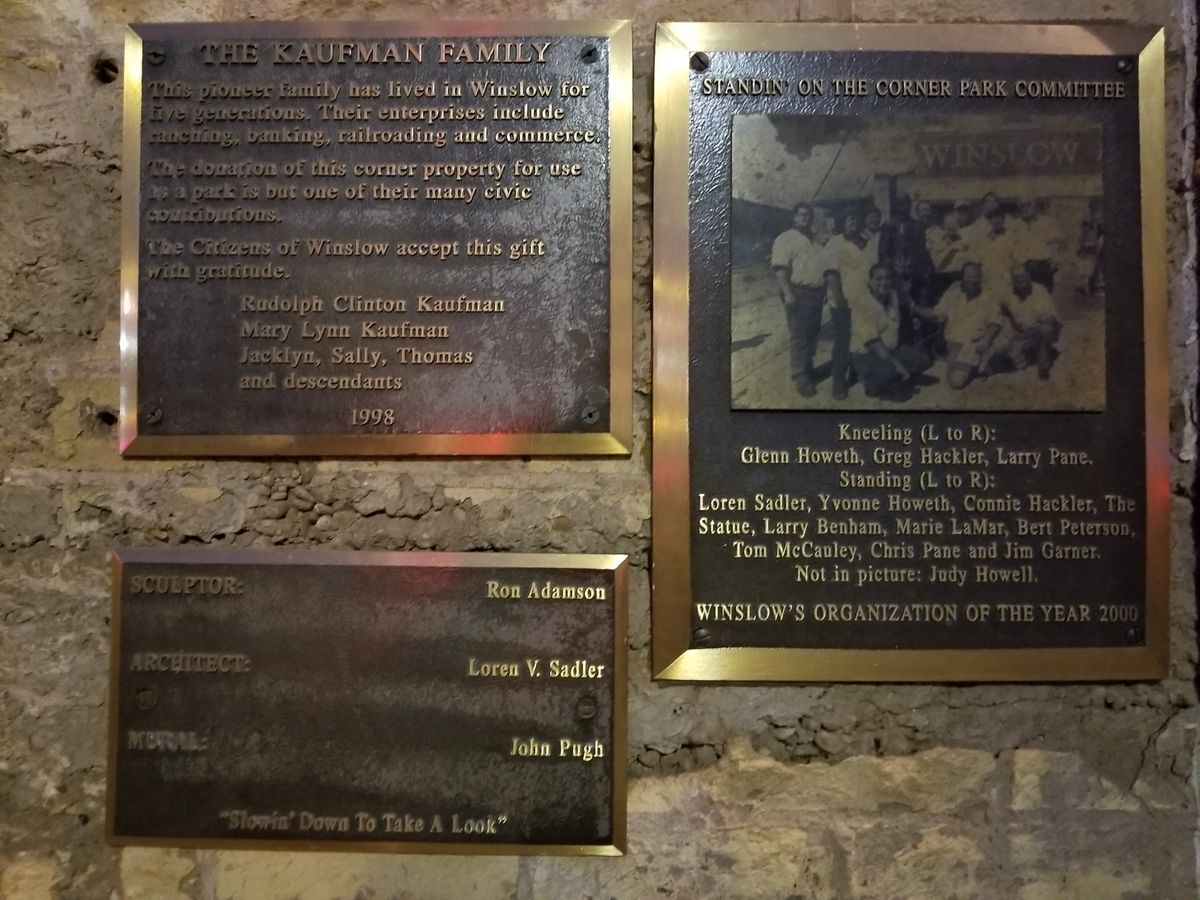 THE KAUFMAN FAMILY
This pioneer family has lived in Winslow for
five generations. Their enterprises include
ranching, banking, railroading and commerce.
The donation of this corner property for use
as a park is but one of their many civic
contributions.
The Citizens of Winslow accept this gift
with gratitude.
Rudolph Clinton Kaufman
Mary Lynn Kaufman
Jacklyn, Sally, Thomas
and descendants
1998
SCULPTOR: Ron Adamson
ARCHITECT: Loren V. Sadler
MURAL: John Pugh
"Slowin' Down To Take A Look"
STANDIN' ON THE CORNER PARK COMMITTEE
WINSLOW
Kneeling (L to R):
Glenn Howeth, Greg Hackler, Larry Pane.
Standing (L to R):
Loren Sadler, Yvonne Howeth, Connie Hackler, The
Statue, Larry Benham, Marie LaMar, Bert Peterson,
Tom McCauley, Chris Pane and Jim Garner.
Not in picture: Judy Howell.
WINSLOW'S ORGANIZATION OF THE YEAR 2000